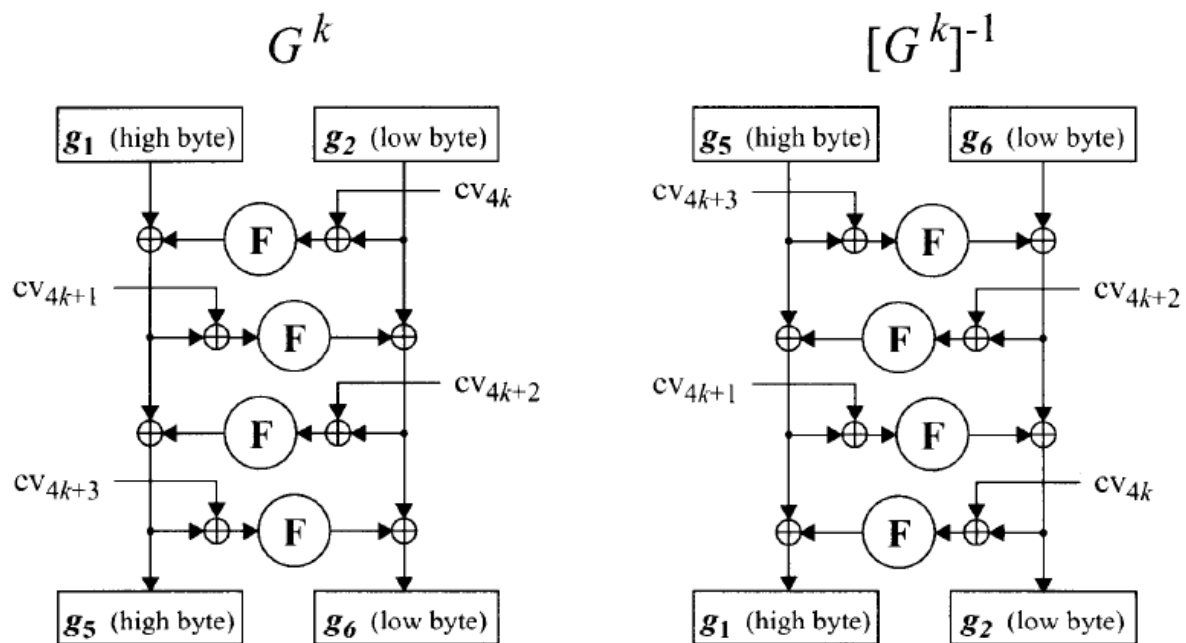 G^k [G^k]^-1
g1 (high byte) g2 (low byte) g5 (high byte) g6 (low byte)
cv4k cv4k+3
F F
cv4k+1 cv4k+2
F F
cv4k+2 cv4k+1
F F
cv4k+3 cv4k
F F
g5 (high byte) g6 (low byte) g1 (high byte) g2 (low byte)